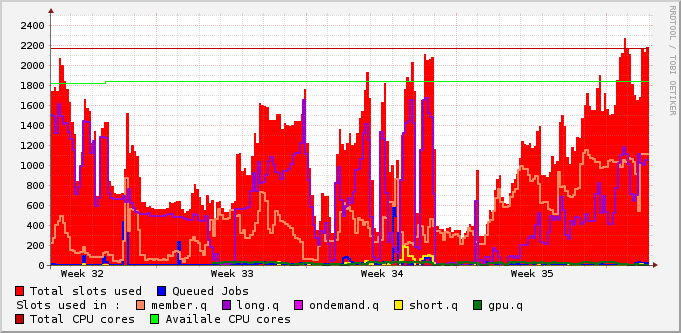 RRDTOOL / TOBI OETIKER
2400
2200
2000
1800
1600
1400
1200
1000
800
600
400
200
0
Week 32 Week 33 Week 34 Week 35
Total slots used Queued Jobs
Slots used in : member.q long.q ondemand.q short.q gpu.q
Total CPU cores Availale CPU cores